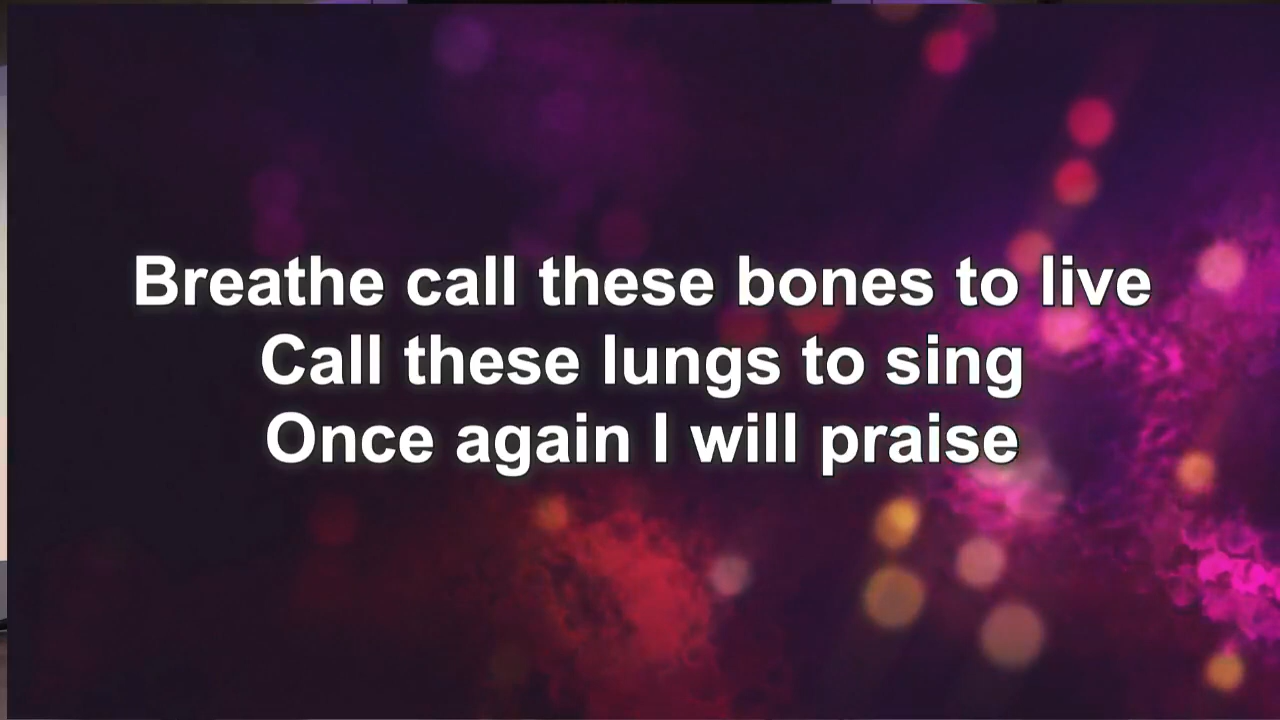 Breathe call these bones to live
Call these lungs to sing
Once again I will praise